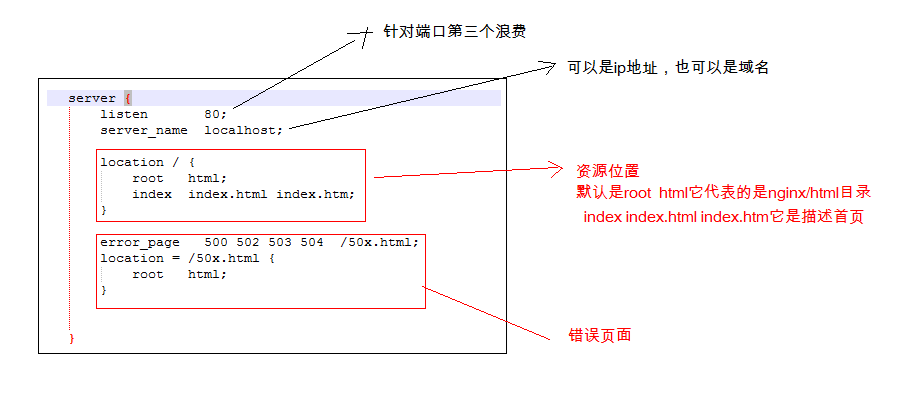 针对端口第三个浪费
可以是ip地址，也可以是域名
server {
listen 80;
server_name localhost;
location / {
root html;
index index.html index.htm;
}
资源位置
默认是root html它代表的是nginx/html目录
index index.html index.htm它是描述首页
error_page 500 502 503 504 /50x.html;
location = /50x.html {
root html;
}
}
错误页面